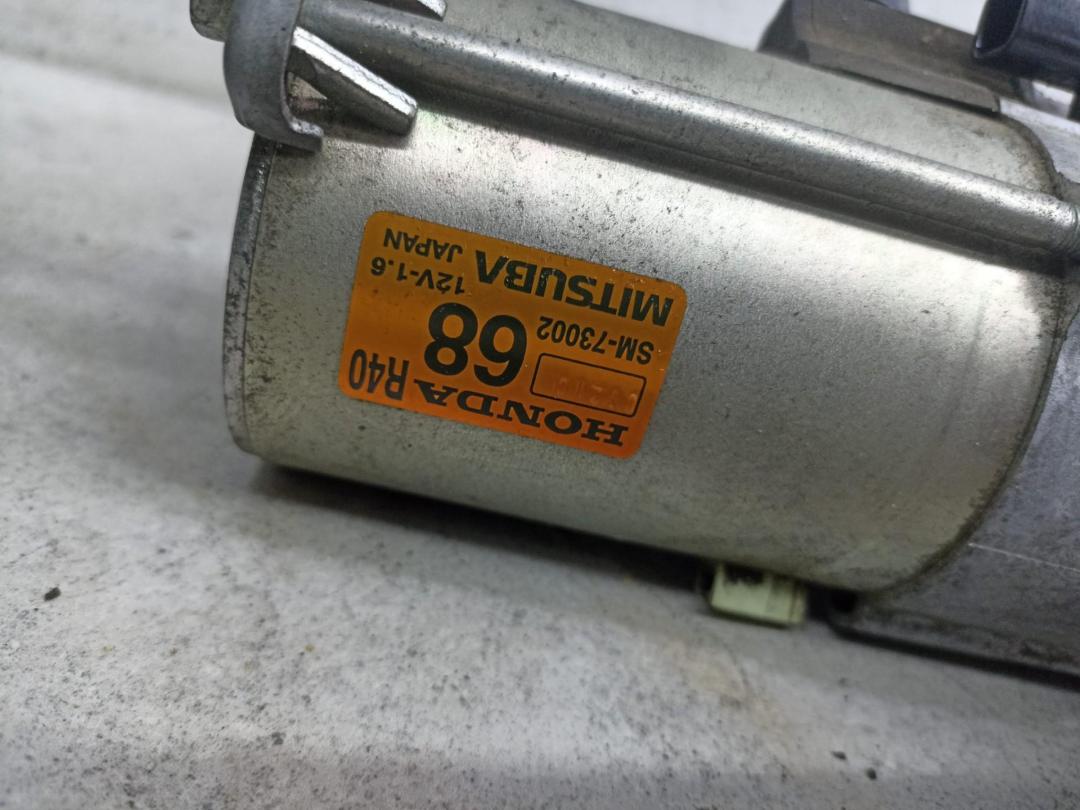 HONDA R40
68
SM-73002 12V-1.6
MITSUBA JAPAN